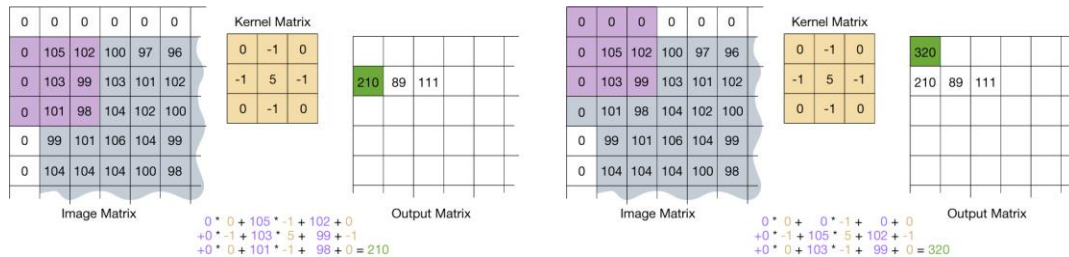 Kernel Matrix
0 0 0 0 0 0
0 105 102 100 97 96
0 103 99 103 101 102
0 101 98 104 102 100
0 99 101 106 104 99
0 104 104 104 100 98
0 -1 0
-1 5 -1
0 -1 0
210 89 111
Image Matrix
Output Matrix
0 * 0 + 105 * -1 + 102 + 0
+0 * -1 + 103 * 5 + 99 + -1
+0 * 0 + 101 * -1 + 98 + 0 = 210
Kernel Matrix
0 0 0 0 0 0
0 105 102 100 97 96
0 103 99 103 101 102
0 101 98 104 102 100
0 99 101 106 104 99
0 104 104 104 100 98
0 -1 0
-1 5 -1
0 -1 0
320
210 89 111
Image Matrix
Output Matrix
0 * 0 + 0 * -1 + 0 + 0
+0 * -1 + 105 * 5 + 102 + -1
+0 * 0 + 103 * -1 + 99 + 0 = 320